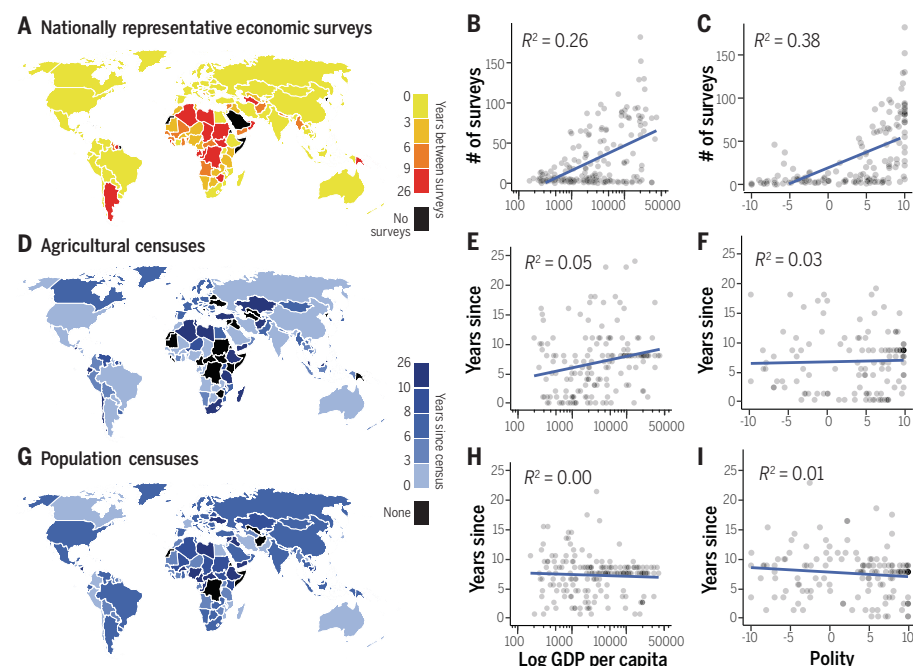 A Nationally representative economic surveys
0
3
6
9
26
Years between surveys
No
surveys
B
R² = 0.26
# of surveys
150
100
50
0
100
1000
10000
50000
C
R² = 0.38
# of surveys
150
100
50
0
-10
-5
0
5
10
D Agricultural censuses
26
10
8
6
3
0
Years since census
None
E
R² = 0.05
Years since
25
20
15
10
5
0
100
1000
10000
50000
F
R² = 0.03
Years since
25
20
15
10
5
0
-10
-5
0
5
10
G Population censuses
H
R² = 0.00
Years since
25
20
15
10
5
0
100
1000
10000
50000
Log GDP per capita
I
R² = 0.01
Years since
25
20
15
10
5
0
-10
-5
0
5
10
Polity